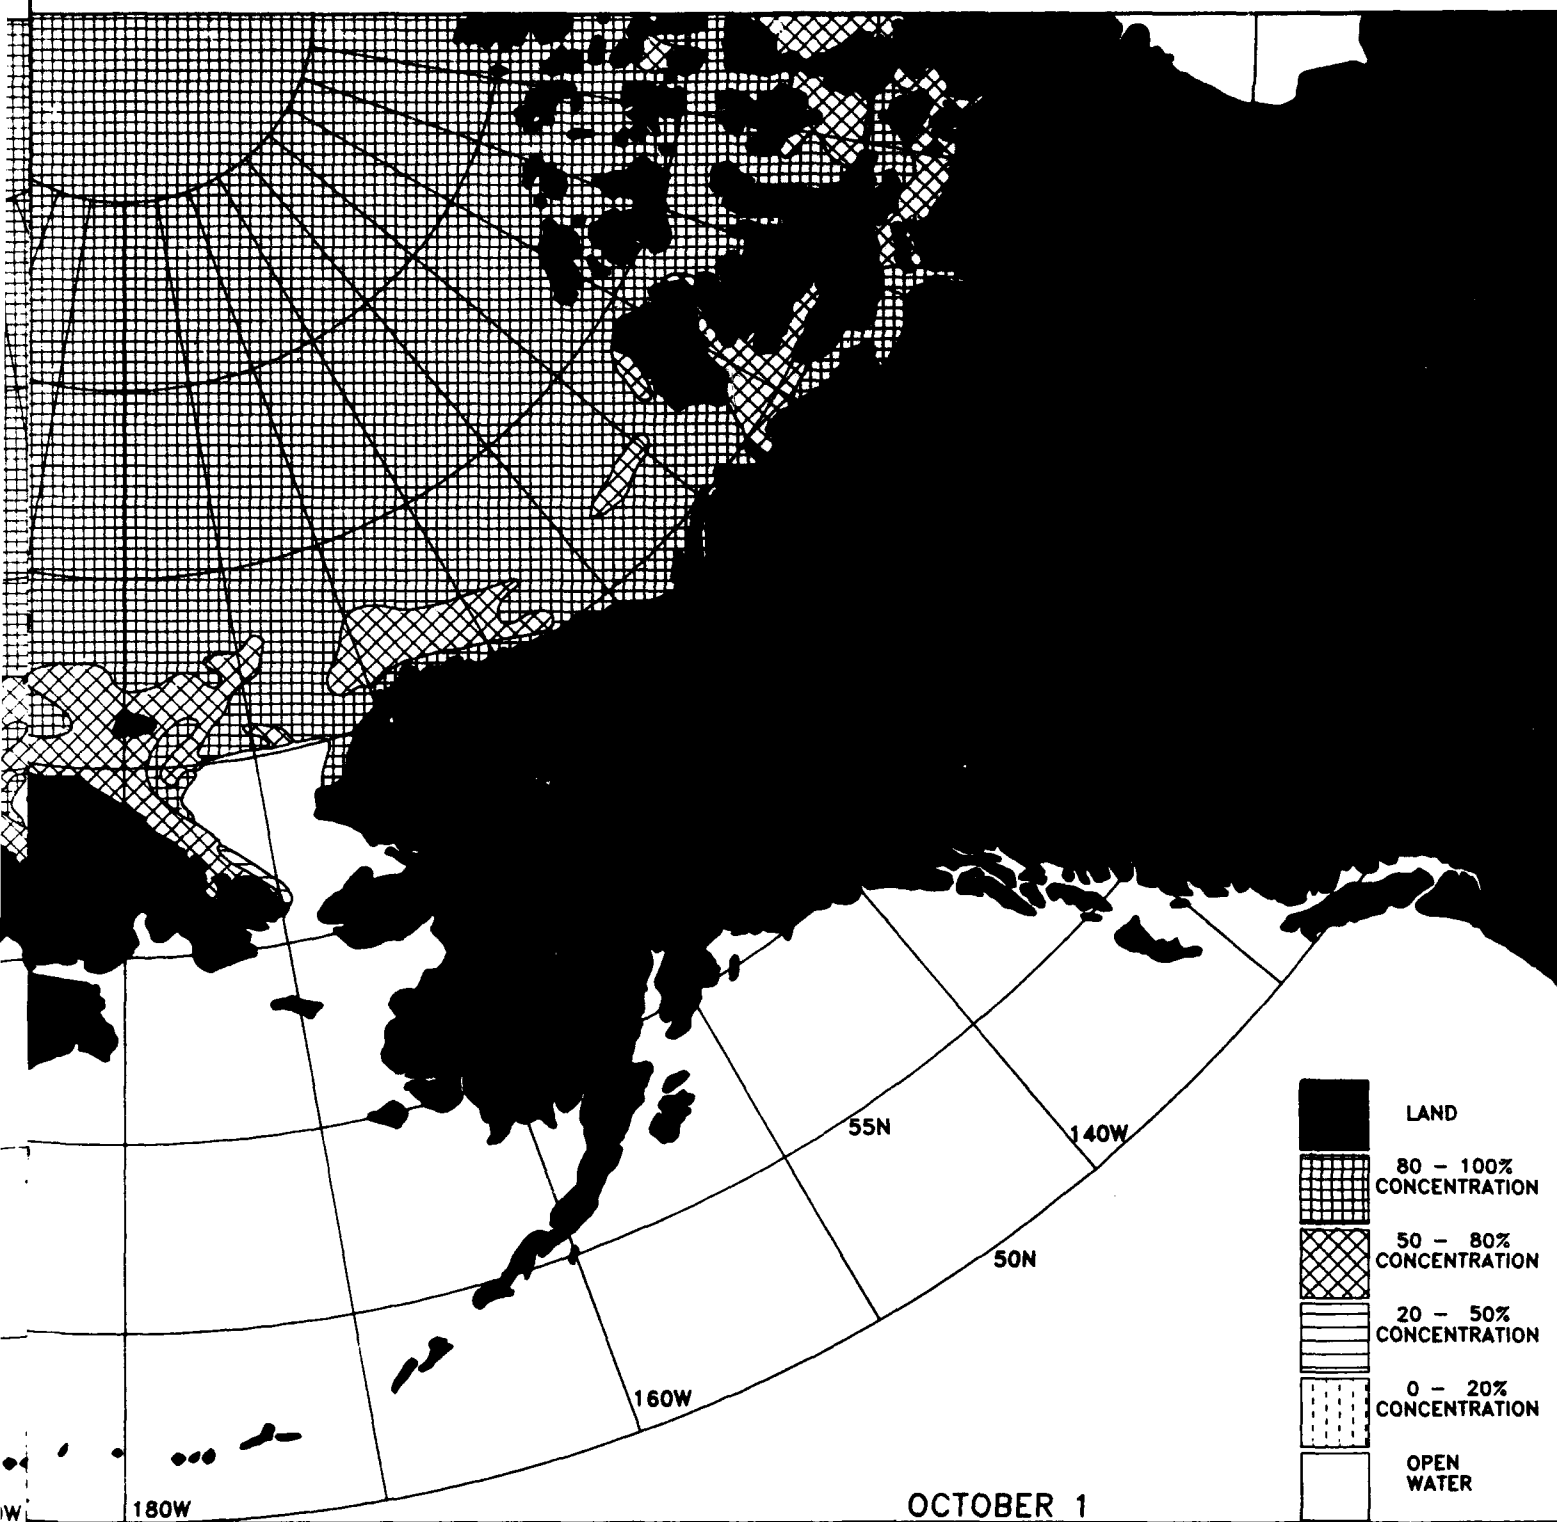 LAND
80 - 100%
CONCENTRATION
50 - 80%
CONCENTRATION
20 - 50%
CONCENTRATION
0 - 20%
CONCENTRATION
OPEN
WATER
55N
140W
50N
160W
180W
OCTOBER 1